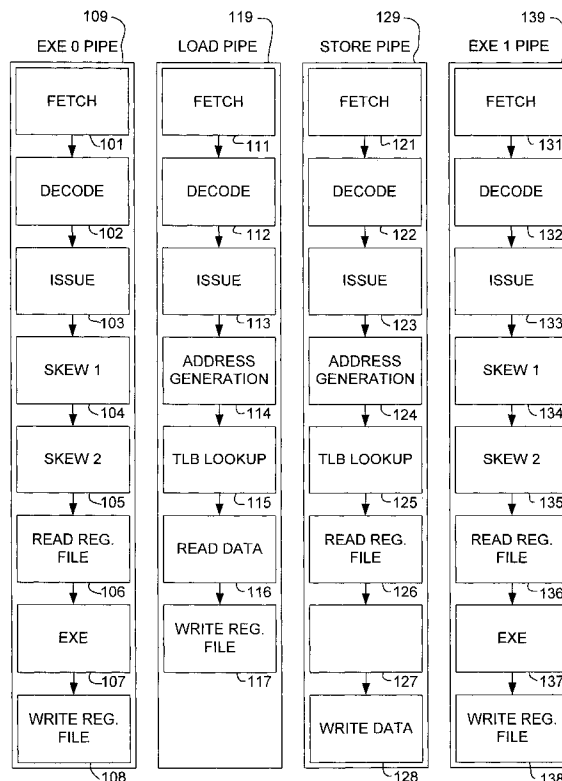 109
EXE 0 PIPE
FETCH
101
DECODE
102
ISSUE
103
SKEW 1
104
SKEW 2
105
READ REG.
FILE
106
EXE
107
WRITE REG.
FILE
108
119
LOAD PIPE
FETCH
111
DECODE
112
ISSUE
113
ADDRESS
GENERATION
114
TLB LOOKUP
115
READ DATA
116
WRITE REG.
FILE
117
129
STORE PIPE
FETCH
121
DECODE
122
ISSUE
123
ADDRESS
GENERATION
124
TLB LOOKUP
125
READ REG.
FILE
126
127
WRITE DATA
128
139
EXE 1 PIPE
FETCH
131
DECODE
132
ISSUE
133
SKEW 1
134
SKEW 2
135
READ REG.
FILE
136
EXE
137
WRITE REG.
FILE
138